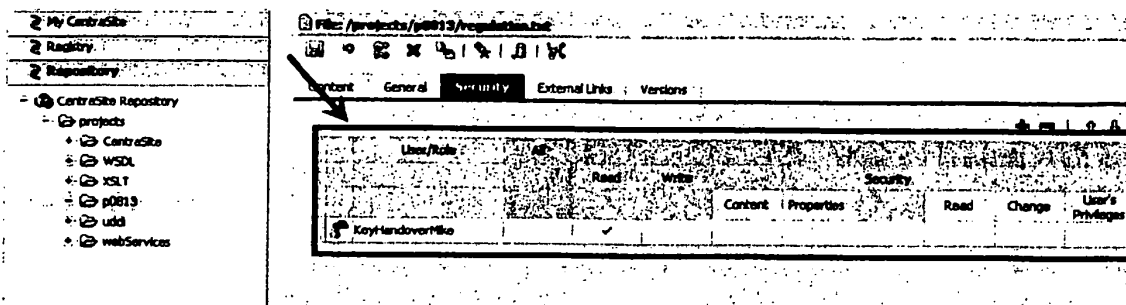 My CentraSite
Registry
Repository
CentraSite Repository
projects
CentraSite
WSDL
XSLT
p0813
uddi
webServices
File: /projects/p0813/regulation.txt
Content General Security External Links Versions
User/Role All
Read Write Security
Content Properties Read Change User's
Privileges
KeyHandoverMike